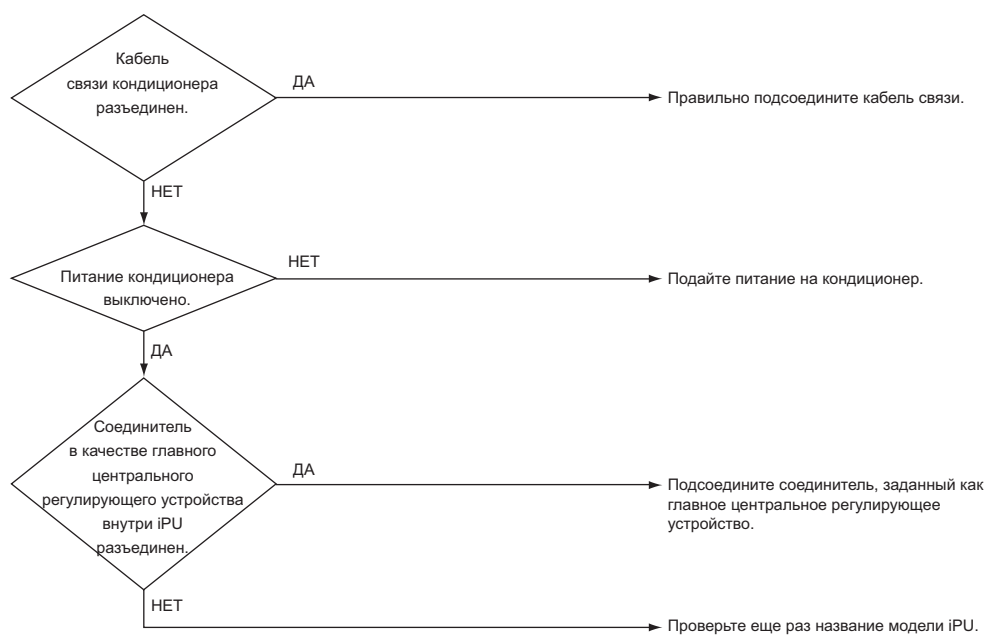 Кабель
связи кондиционера
разъединен.
ДА
Правильно подсоедините кабель связи.
НЕТ
Питание кондиционера
выключено.
НЕТ
Подайте питание на кондиционер.
ДА
Соединитель
в качестве главного
центрального
регулирующего устройства
внутри iPU
разъединен.
ДА
Подсоедините соединитель, заданный как
главное центральное регулирующее
устройство.
НЕТ
Проверьте еще раз название модели iPU.